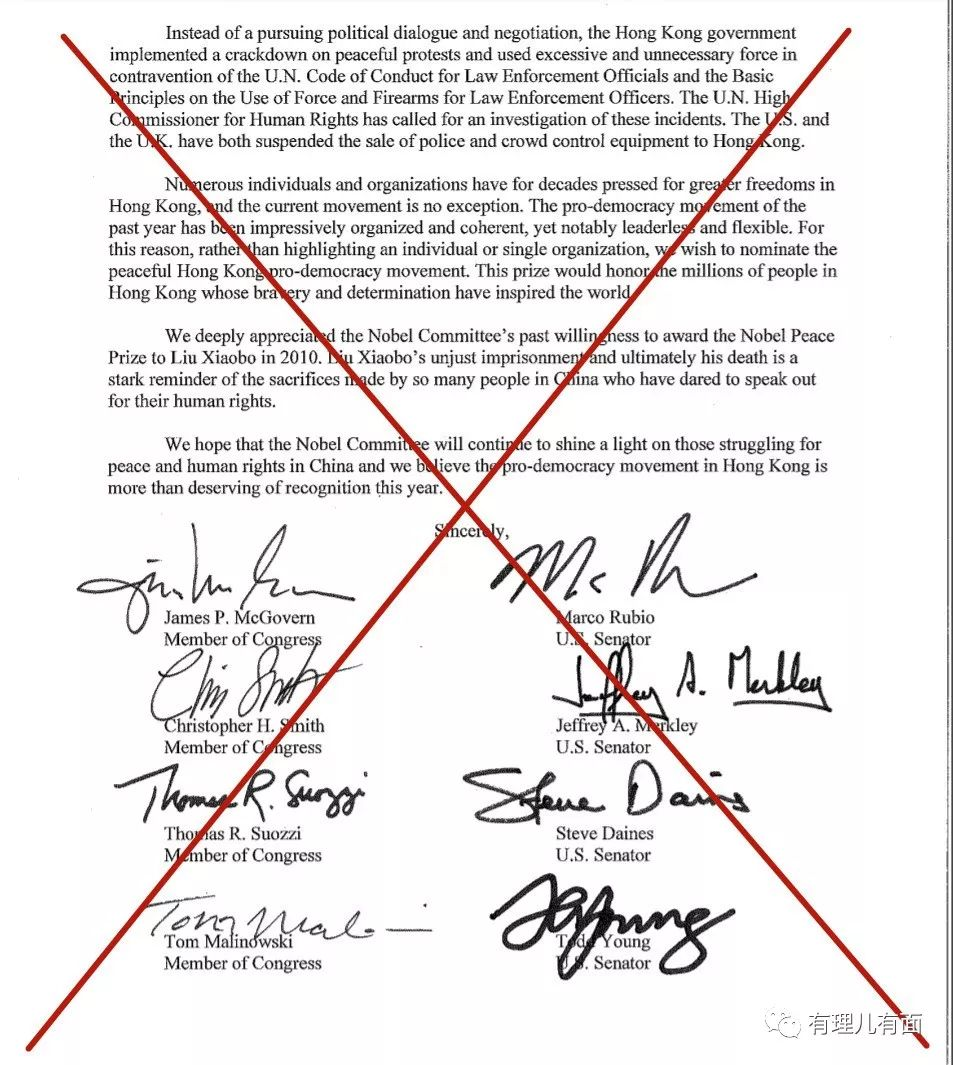 Instead of a pursuing political dialogue and negotiation, the Hong Kong government
implemented a crackdown on peaceful protests and used excessive and unnecessary force in
contravention of the U.N. Code of Conduct for Law Enforcement Officials and the Basic
Principles on the Use of Force and Firearms for Law Enforcement Officers. The U.N. High
Commissioner for Human Rights has called for an investigation of these incidents. The U.S. and
the U.K. have both suspended the sale of police and crowd control equipment to Hong Kong.
Numerous individuals and organizations have for decades pressed for greater freedoms in
Hong Kong, and the current movement is no exception. The pro-democracy movement of the
past year has been impressively organized and coherent, yet notably leaderless and flexible. For
this reason, rather than highlighting an individual or single organization, we wish to nominate the
peaceful Hong Kong pro-democracy movement. This prize would honor the millions of people in
Hong Kong whose bravery and determination have inspired the world.
We deeply appreciated the Nobel Committee's past willingness to award the Nobel Peace
Prize to Liu Xiaobo in 2010. Liu Xiaobo's unjust imprisonment and ultimately his death is a
stark reminder of the sacrifices made by so many people in China who have dared to speak out
for their human rights.
We hope that the Nobel Committee will continue to shine a light on those struggling for
peace and human rights in China and we believe the pro-democracy movement in Hong Kong is
more than deserving of recognition this year.
Sincerely,
James P. McGovern
Member of Congress
Marco Rubio
U.S. Senator
Chris Smith
Christopher H. Smith
Member of Congress
Jeffrey A. Merkley
Jeffrey A. Merkley
U.S. Senator
Thomas R. Suozzi
Thomas R. Suozzi
Member of Congress
Steve Daines
Steve Daines
U.S. Senator
Tom Malinowski
Member of Congress
Todd Young
U.S. Senator
有理儿有面